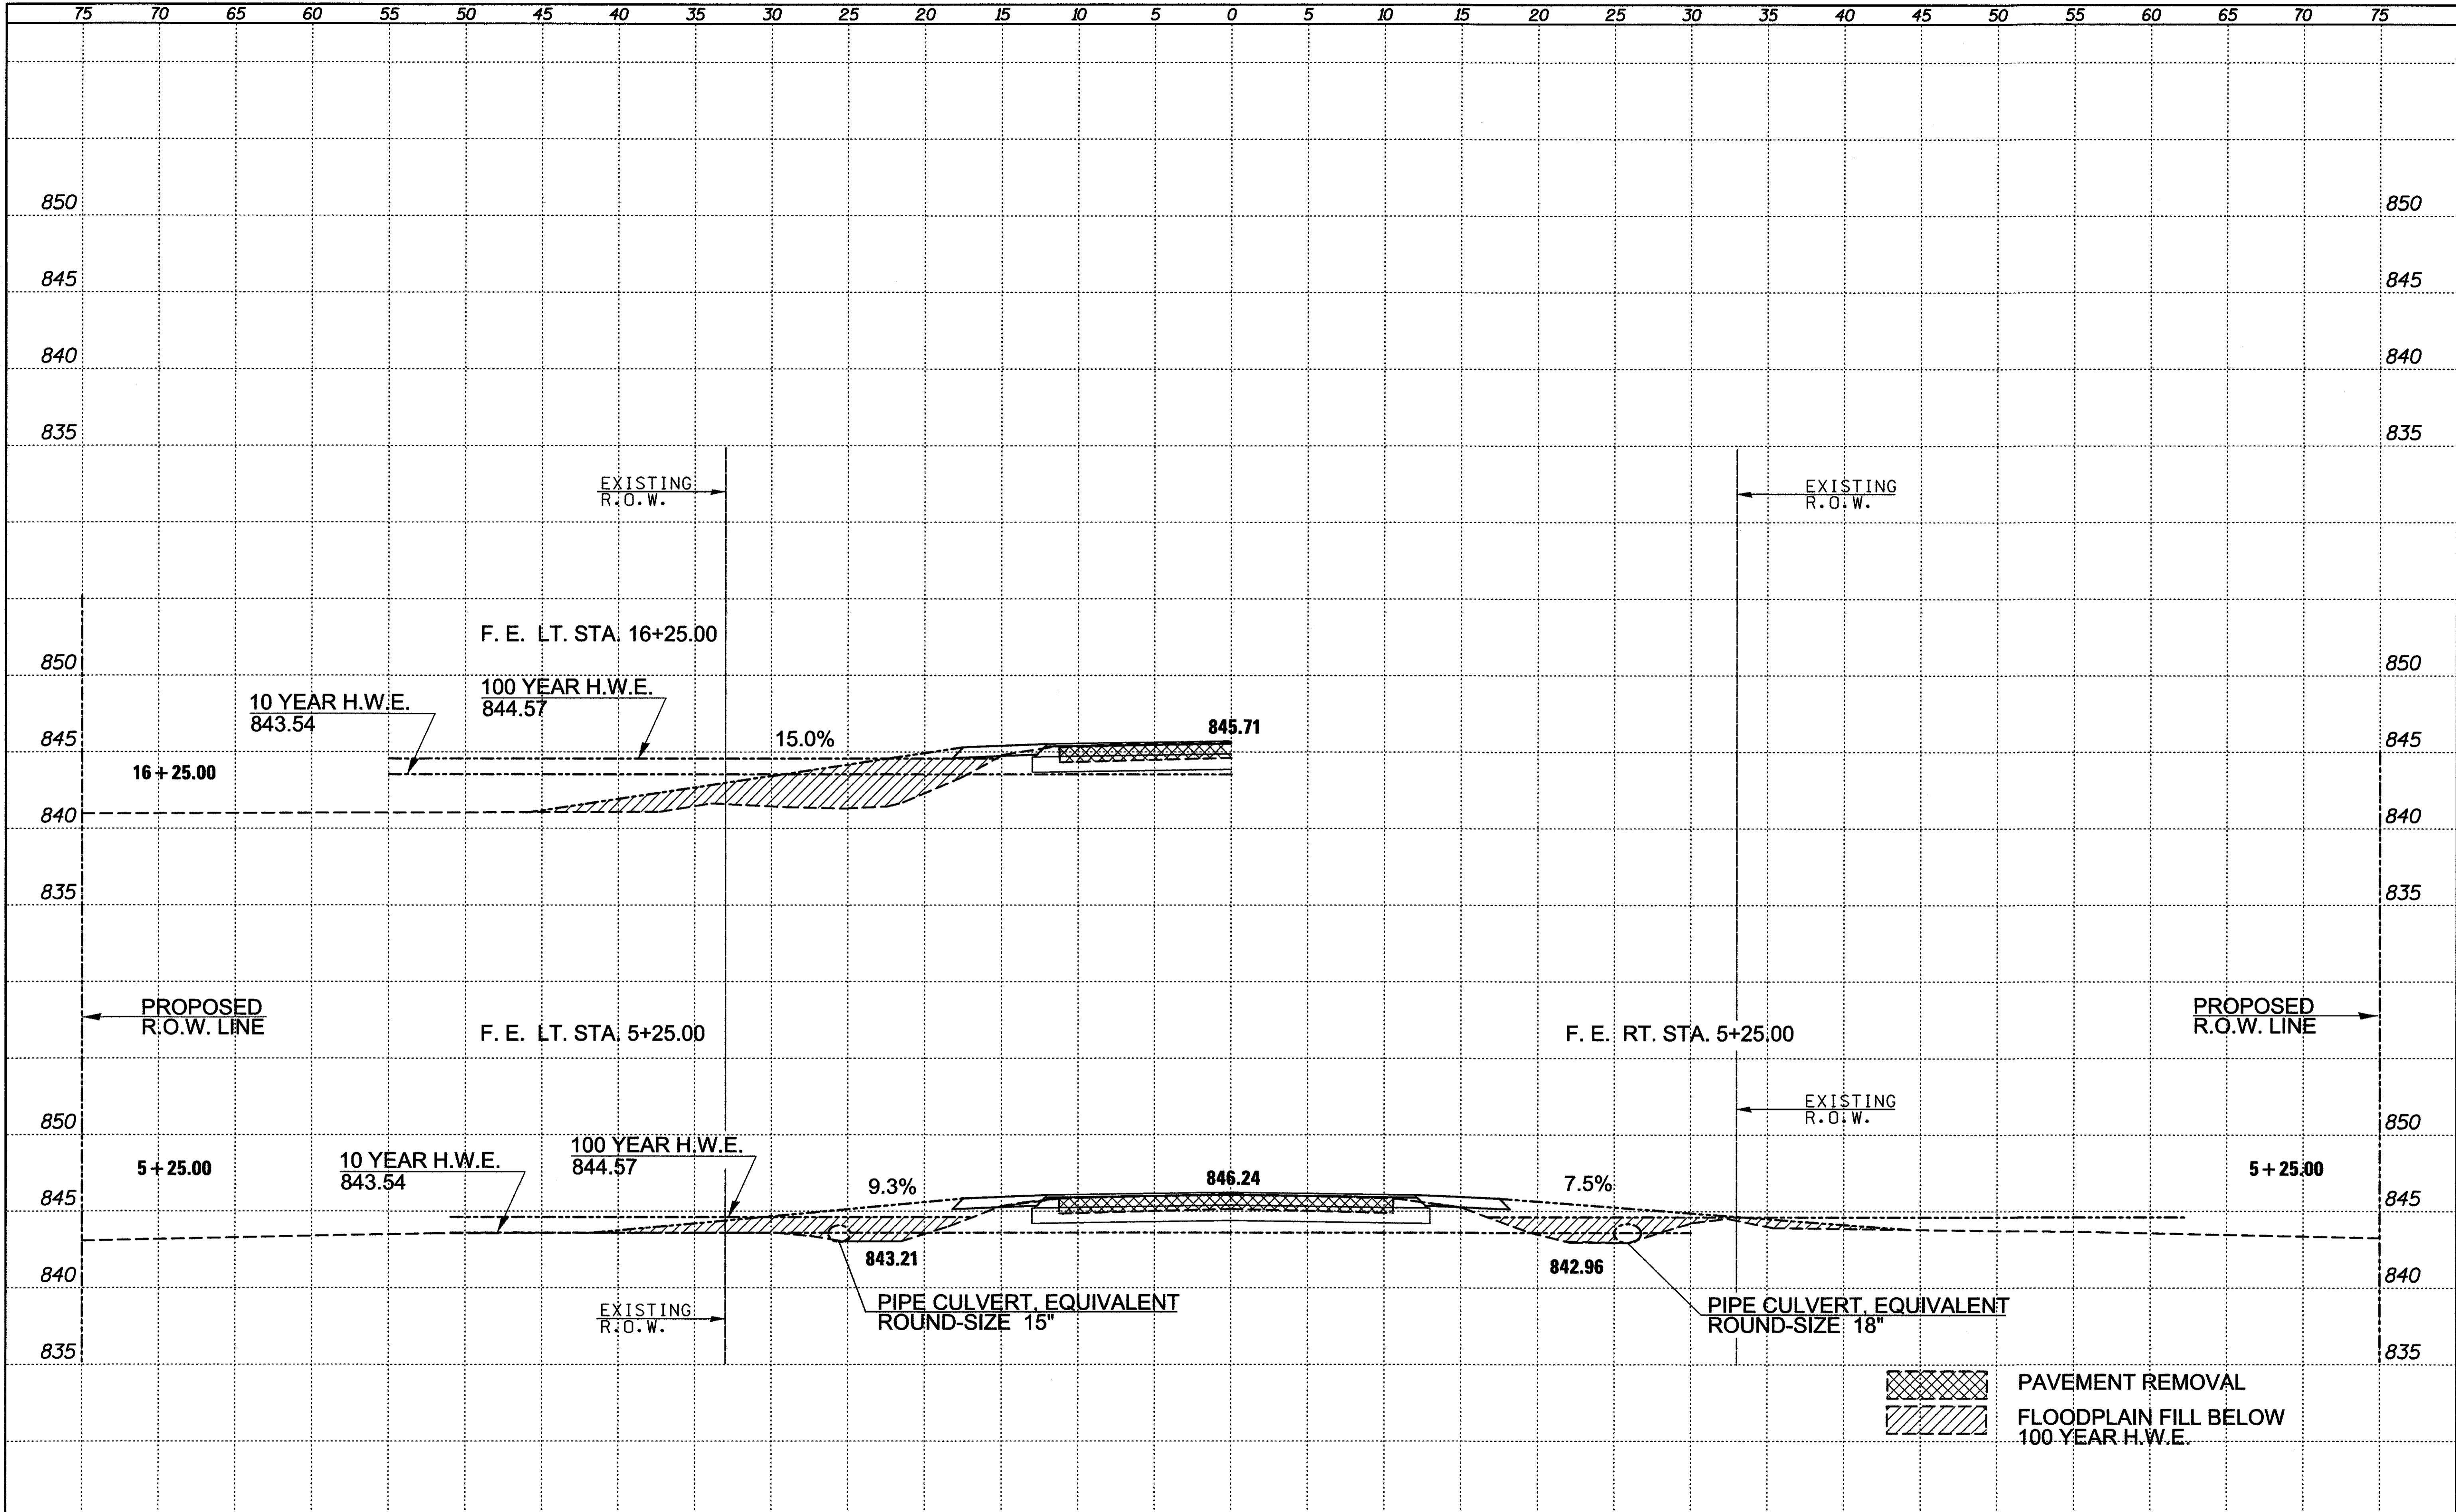 75 70 65 60 55 50 45 40 35 30 25 20 15 10 5 0 5 10 15 20 25 30 35 40 45 50 55 60 65 70 75
850 850
845 845
840 840
835 835
EXISTING
R.O.W.
EXISTING
R.O.W.
F. E. LT. STA. 16+25.00
850 850
10 YEAR H.W.E.
843.54
100 YEAR H.W.E.
844.57
845 845
15.0%
845.71
16 + 25.00
840 840
835 835
PROPOSED
R.O.W. LINE
PROPOSED
R.O.W. LINE
F. E. LT. STA. 5+25.00
F. E. RT. STA. 5+25.00
EXISTING
R.O.W.
850 850
5 + 25.00
10 YEAR H.W.E.
843.54
100 YEAR H.W.E.
844.57
9.3%
846.24
7.5%
5 + 25.00
845 845
843.21
842.96
840 840
EXISTING
R.O.W.
PIPE CULVERT, EQUIVALENT
ROUND-SIZE 15"
PIPE CULVERT, EQUIVALENT
ROUND-SIZE 18"
835 835
PAVEMENT REMOVAL
FLOODPLAIN FILL BELOW
100 YEAR H.W.E.